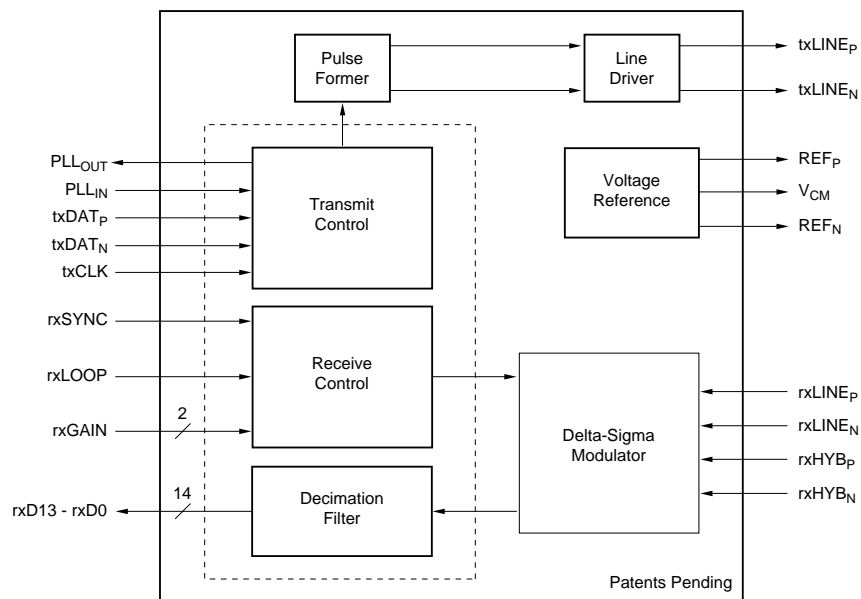 Pulse
Former
Line
Driver
txLINEP
txLINEN
PLLOUT
PLLIN
txDATP
txDATN
txCLK
Transmit
Control
Voltage
Reference
REFP
VCM
REFN
rxSYNC
rxLOOP
rxGAIN
2
Receive
Control
Delta-Sigma
Modulator
rxLINEP
rxLINEN
rxHYBP
rxHYBN
rxD13 - rxD0
14
Decimation
Filter
Patents Pending